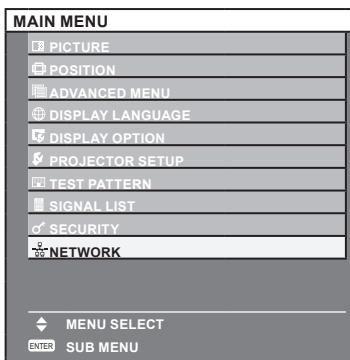 MAIN MENU
PICTURE
POSITION
ADVANCED MENU
DISPLAY LANGUAGE
DISPLAY OPTION
PROJECTOR SETUP
TEST PATTERN
SIGNAL LIST
SECURITY
NETWORK
MENU SELECT
ENTER SUB MENU